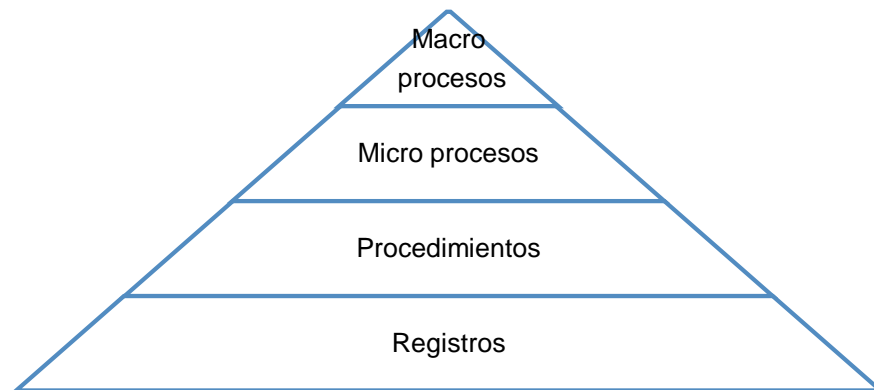 Macro
procesos
Micro procesos
Procedimientos
Registros